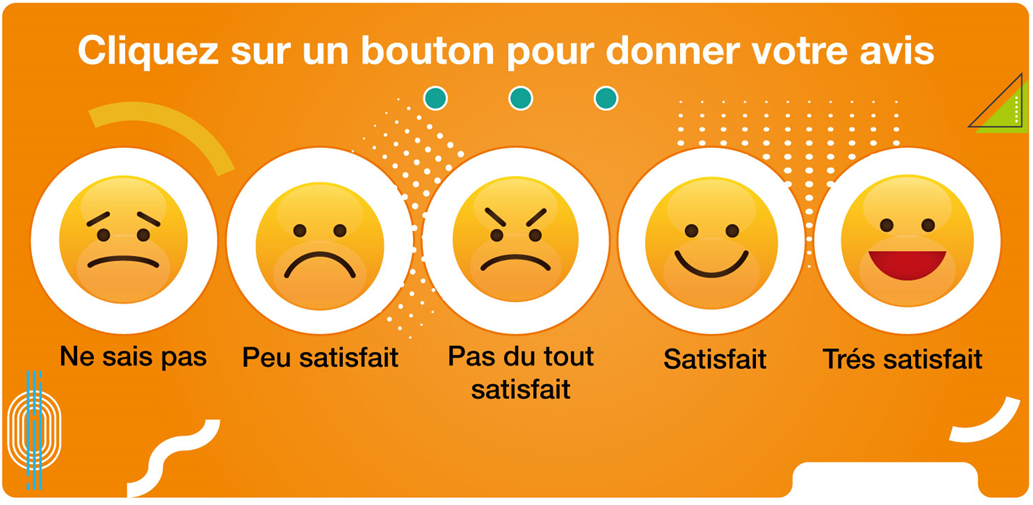 Cliquez sur un bouton pour donner votre avis
Ne sais pas
Peu satisfait
Pas du tout
satisfait
Satisfait
Trés satisfait